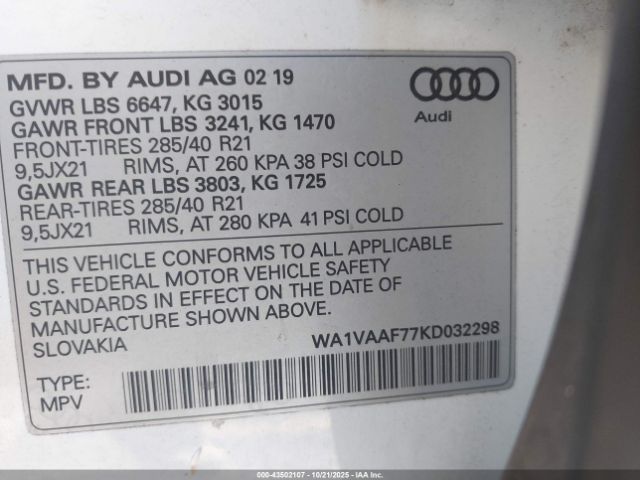 MFD. BY AUDI AG 02 19
GVWR LBS 6647, KG 3015
GAWR FRONT LBS 3241, KG 1470
FRONT-TIRES 285/40 R21
9,5JX21 RIMS, AT 260 KPA 38 PSI COLD
GAWR REAR LBS 3803, KG 1725
REAR-TIRES 285/40 R21
9,5JX21 RIMS, AT 280 KPA 41 PSI COLD
Audi
THIS VEHICLE CONFORMS TO ALL APPLICABLE
U.S. FEDERAL MOTOR VEHICLE SAFETY
STANDARDS IN EFFECT ON THE DATE OF
MANUFACTURE SHOWN ABOVE.
SLOVAKIA WA1VAAF77KD032298
TYPE:
MPV
000-43502107 - 10/21/2025 - IAA Inc.